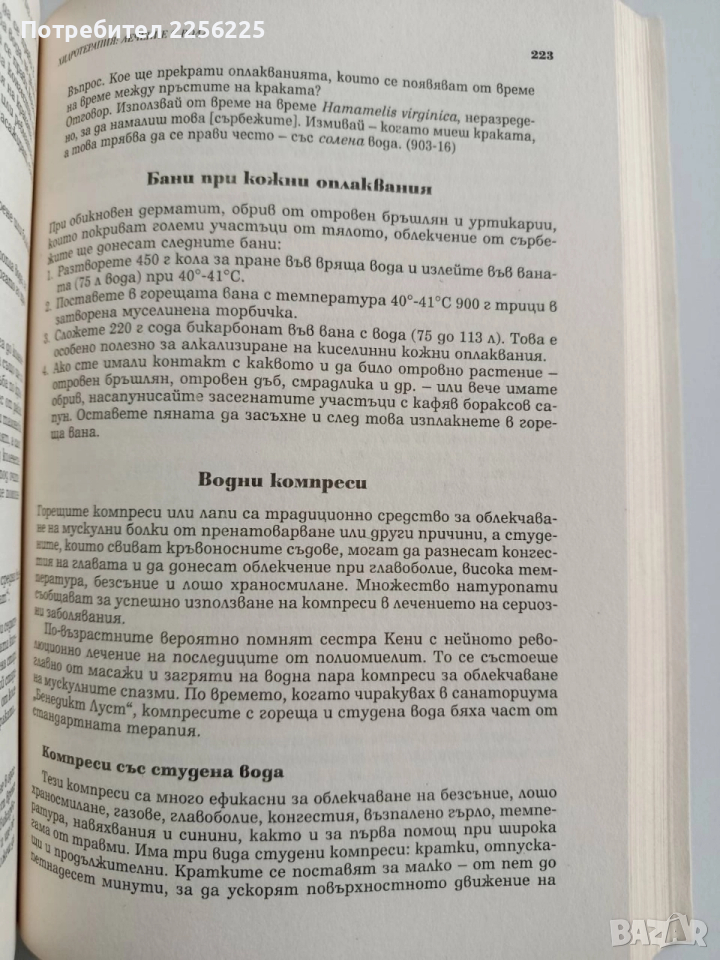 Потребител 2256225
ХИДРОТЕРАПИЯ: ЛЕЧЕНИЕ С ВОДА
223
Въпрос. Кое ще прекрати оплакванията, които се появяват от време
на време между пръстите на краката?
Отговор. Използвай от време на време Hamamelis virginica, неразреде-
но, за да намалиш това [сърбежите]. Измивай – когато миеш краката,
а това трябва да се прави често – със солена вода. (903-16)
Бани при кожни оплаквания
При обикновен дерматит, обрив от отровен бръшлян и уртикарии,
които покриват големи участъци от тялото, облекчение от сърбе-
жите ще донесат следните бани:
1. Разтворете 450 г кола за пране във вряща вода и излейте във вана-
та (75 л вода) при 40°-41°C.
2. Поставете в горещата вана с температура 40°-41°C 900 г трици в
затворена муселинена торбичка.
3. Сложете 220 г сода бикарбонат във вана с вода (75 до 113 л). Това е
особено полезно за алкализиране на киселинни кожни оплаквания.
4. Ако сте имали контакт с каквото и да било отровно растение –
отровен бръшлян, отровен дъб, смрадлика и др. – или вече имате
обрив, насапунисайте засегнатите участъци с кафяв бораксов са-
пун. Оставете пяната да засъхне и след това изплакнете в горе-
ща вана.
Водни компреси
Горещите компреси или лапи са традиционно средство за облекчава-
не на мускулни болки от пренатоварване или други причини, а студе-
ните, които свиват кръвоносните съдове, могат да разнесат конгес-
тия на главата и да донесат облекчение при главоболие, висока тем-
пература, безсъние и лошо храносмилане. Множество натуропати
съобщават за успешно използване на компреси в лечението на сериоз-
ни заболявания.
По-възрастните вероятно помнят сестра Кени с нейното рево-
люционно лечение на последиците от полиомиелит. То се състоеше
главно от масажи и загряти на водна пара компреси за облекчаване
на мускулните спазми. По времето, когато чиракувах в санаториума
„Бенедикт Луст“, компресите с гореща и студена вода бяха част от
стандартната терапия.
Компреси със студена вода
Тези компреси са много ефикасни за облекчаване на безсъние, лошо
храносмилане, газове, главоболие, конгестия, възпалено гърло, темпе-
ратура, навяхвания и синини, както и за първа помощ при широка
гама от травми. Има три вида студени компреси: кратки, отпуска-
щи и продължителни. Кратките се поставят за малко – от пет до
петнадесет минути, за да ускорят повърхностното движение на
BAZAR